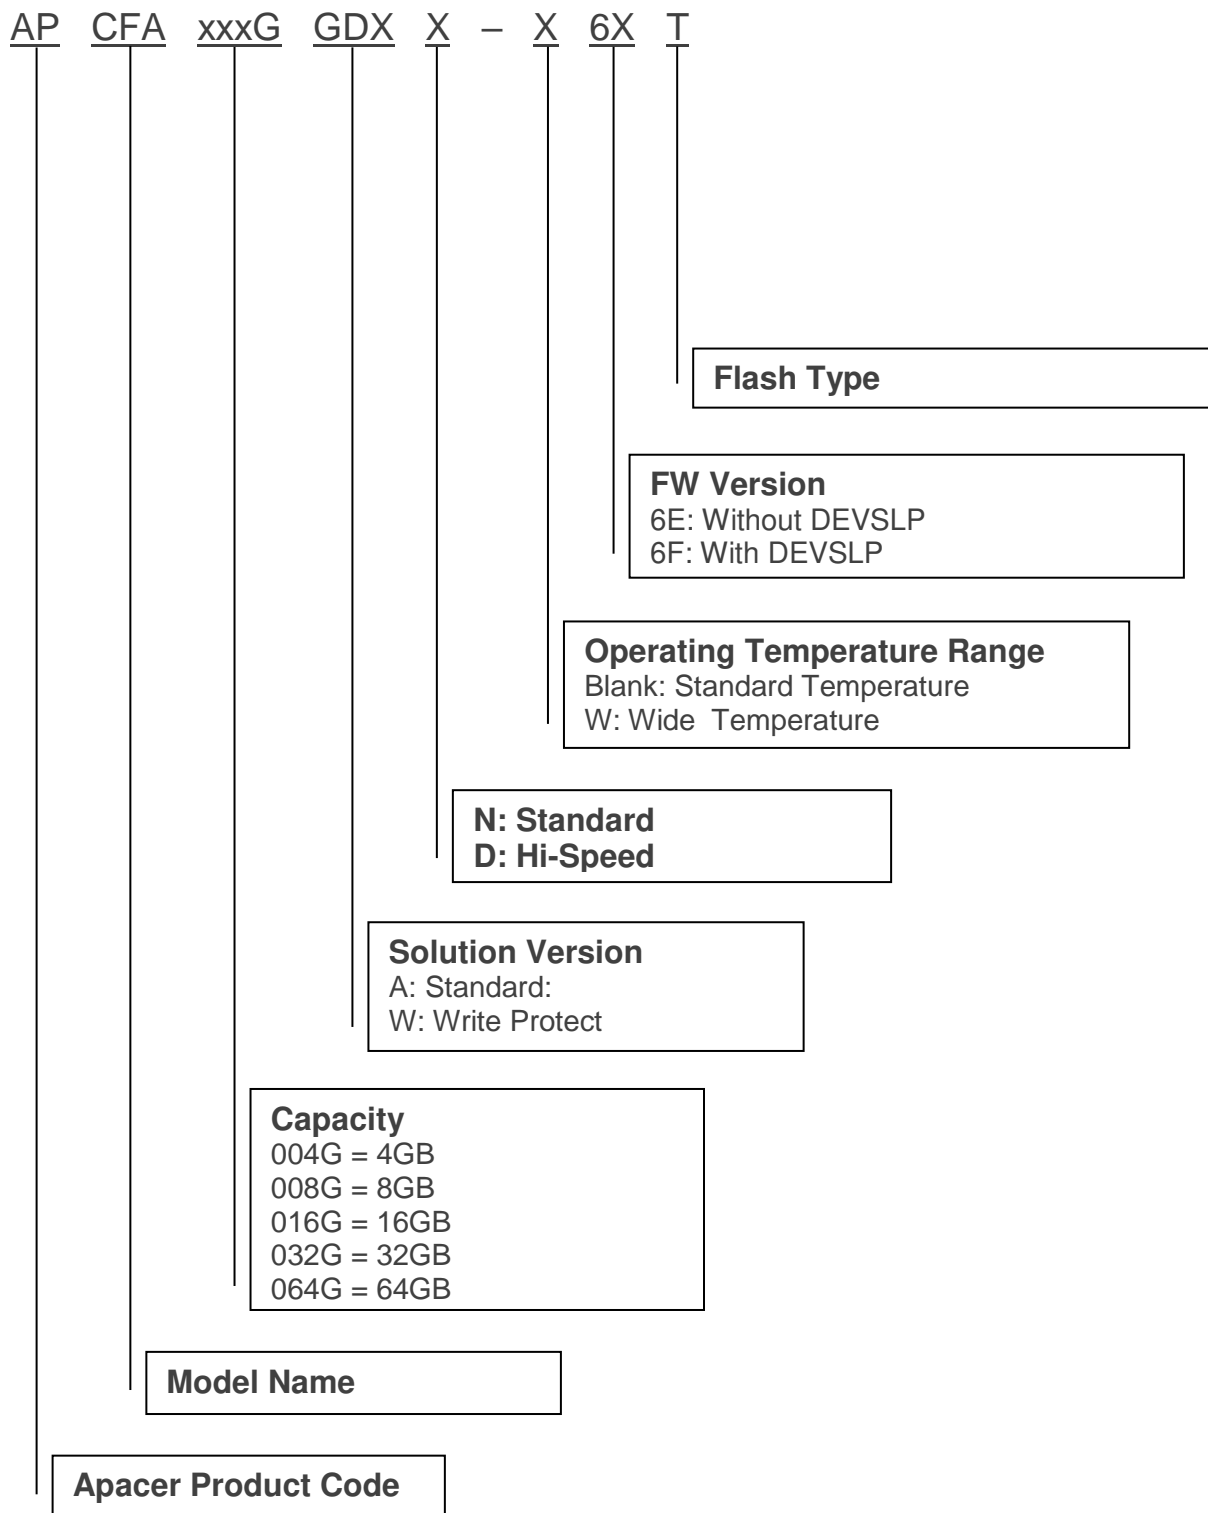 AP CFA xxxG GDX X – X 6X T
Flash Type
FW Version
6E: Without DEVSLP
6F: With DEVSLP
Operating Temperature Range
Blank: Standard Temperature
W: Wide Temperature
N: Standard
D: Hi-Speed
Solution Version
A: Standard:
W: Write Protect
Capacity
004G = 4GB
008G = 8GB
016G = 16GB
032G = 32GB
064G = 64GB
Model Name
Apacer Product Code